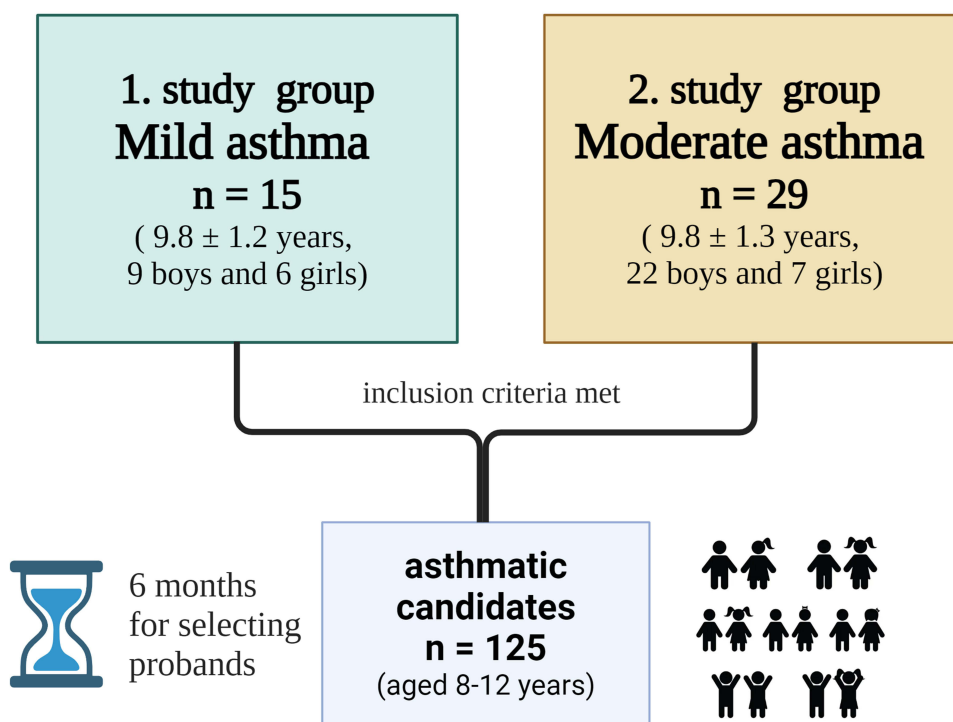 1. study group
Mild asthma
n = 15
( 9.8 ± 1.2 years,
9 boys and 6 girls)
2. study group
Moderate asthma
n = 29
( 9.8 ± 1.3 years,
22 boys and 7 girls)
inclusion criteria met
6 months
for selecting
probands
asthmatic
candidates
n = 125
(aged 8-12 years)